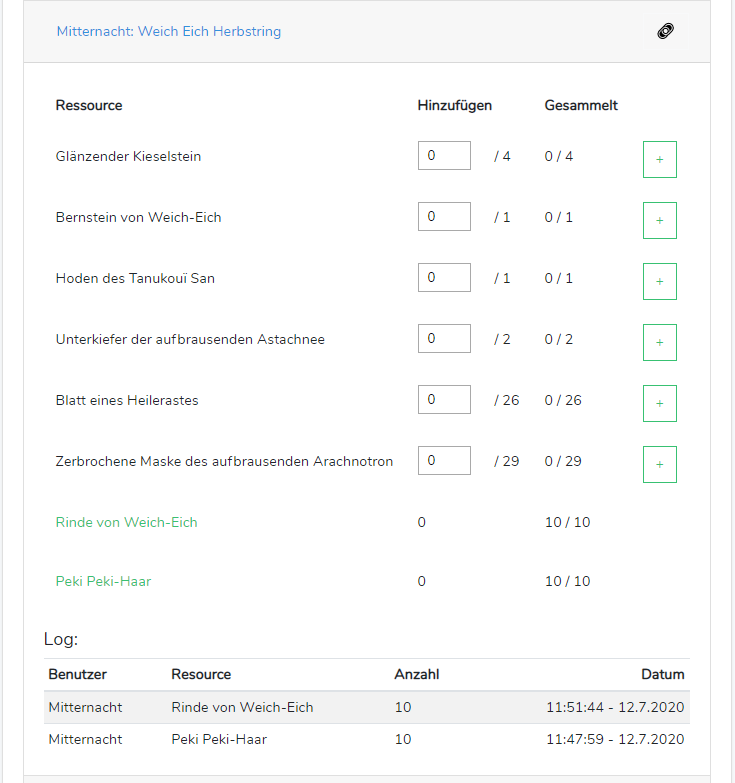 Mitternacht: Weich Eich Herbstring
Ressource Hinzufügen Gesammelt
Glänzender Kieselstein 0 / 4 0 / 4 +
Bernstein von Weich-Eich 0 / 1 0 / 1 +
Hoden des Tanukouï San 0 / 1 0 / 1 +
Unterkiefer der aufbrausenden Astachnee 0 / 2 0 / 2 +
Blatt eines Heilerastes 0 / 26 0 / 26 +
Zerbrochene Maske des aufbrausenden Arachnotron 0 / 29 0 / 29 +
Rinde von Weich-Eich 0 10 / 10
Peki Peki-Haar 0 10 / 10
Log:
Benutzer Resource Anzahl Datum
Mitternacht Rinde von Weich-Eich 10 11:51:44 - 12.7.2020
Mitternacht Peki Peki-Haar 10 11:47:59 - 12.7.2020